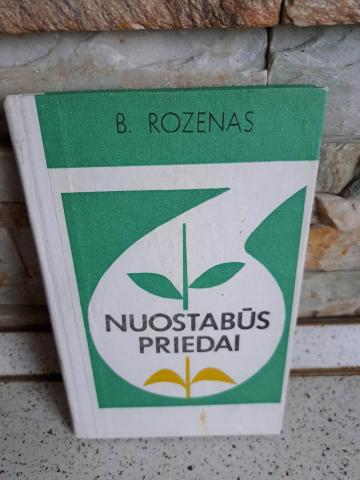 B. ROZENAS
NUOSTABŪS
PRIEDAI